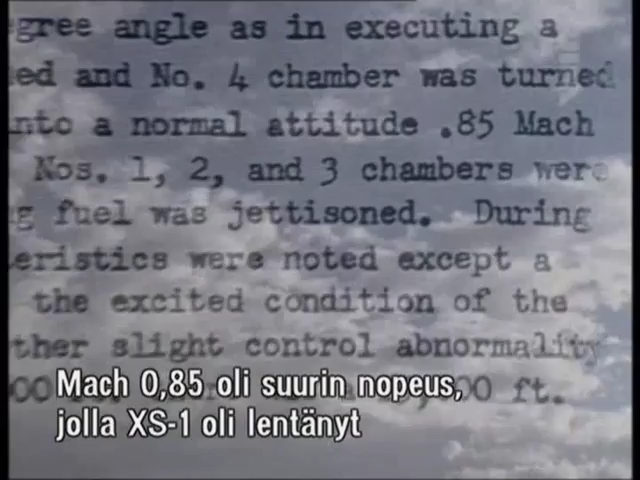 gree angle as in executing a
ed and No. 4 chamber was turned
nto a normal attitude .85 Mach
Nos. 1, 2, and 3 chambers were
g fuel was jettisoned. During
eristics were noted except a
the excited condition of the
ther slight control abnormality
00 ft.
Mach 0,85 oli suurin nopeus,
jolla XS-1 oli lentänyt